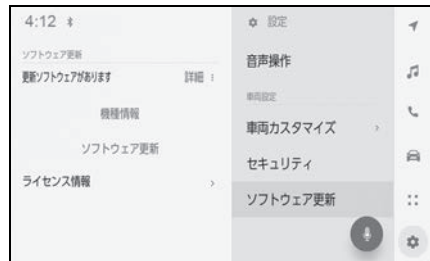 4:12
ソフトウェア更新
更新ソフトウェアがあります 詳細
機種情報
ソフトウェア更新
ライセンス情報
設定
音声操作
車両設定
車両カスタマイズ
セキュリティ
ソフトウェア更新